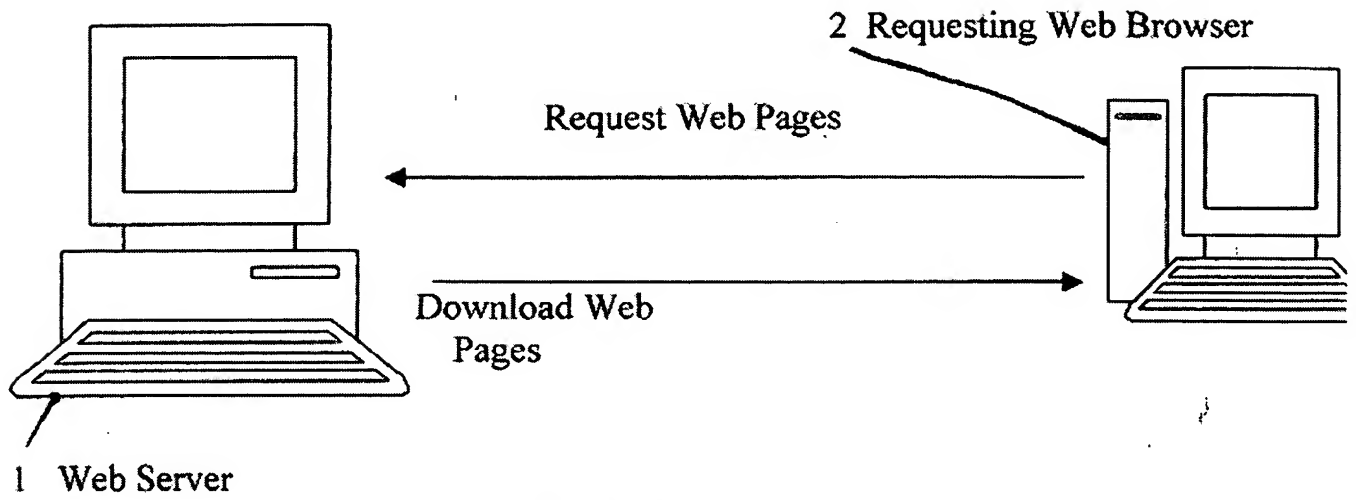 2 Requesting Web Browser
Request Web Pages
Download Web
Pages
1 Web Server